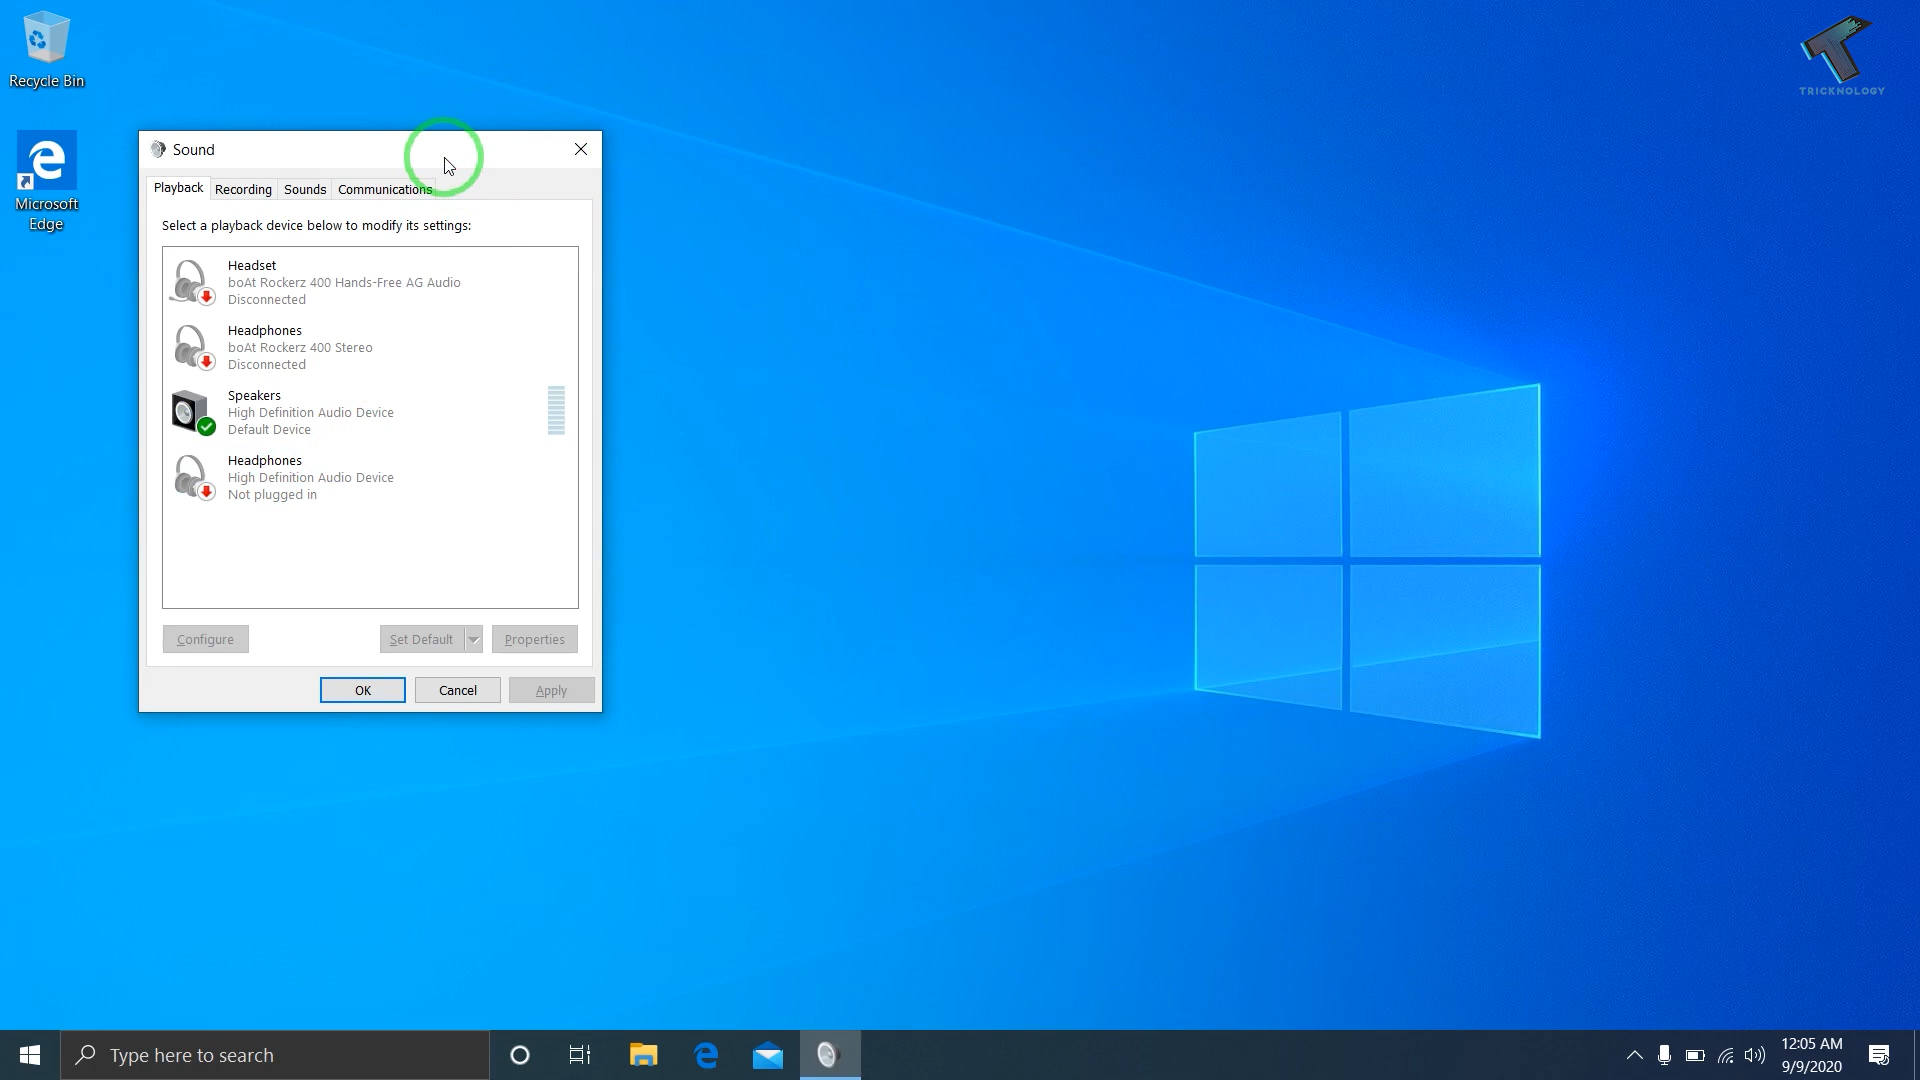 Recycle Bin
Microsoft
Edge
TRICKNOLOGY
Sound
Playback Recording Sounds Communications
Select a playback device below to modify its settings:
Headset
boAt Rockerz 400 Hands-Free AG Audio
Disconnected
Headphones
boAt Rockerz 400 Stereo
Disconnected
Speakers
High Definition Audio Device
Default Device
Headphones
High Definition Audio Device
Not plugged in
Configure Set Default Properties
OK Cancel Apply
Type here to search
12:05 AM
9/9/2020